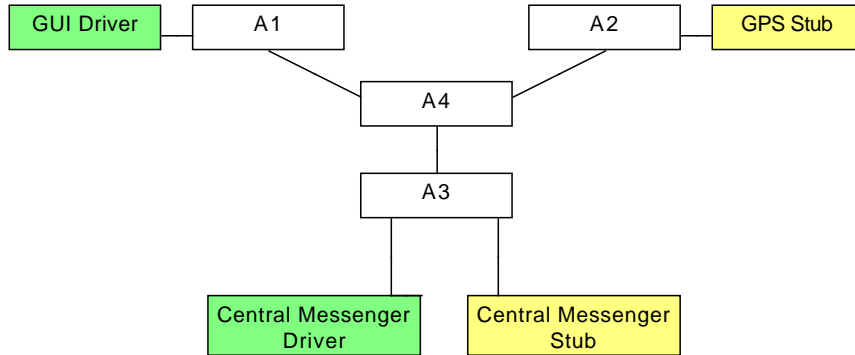 GUI Driver
A1
A2
GPS Stub
A4
A3
Central Messenger
Driver
Central Messenger
Stub